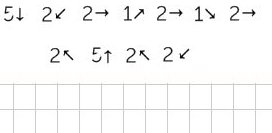 5↓ 2↙ 2→ 1↗ 2→ 1↘ 2→
2↖ 5↑ 2↖ 2↙